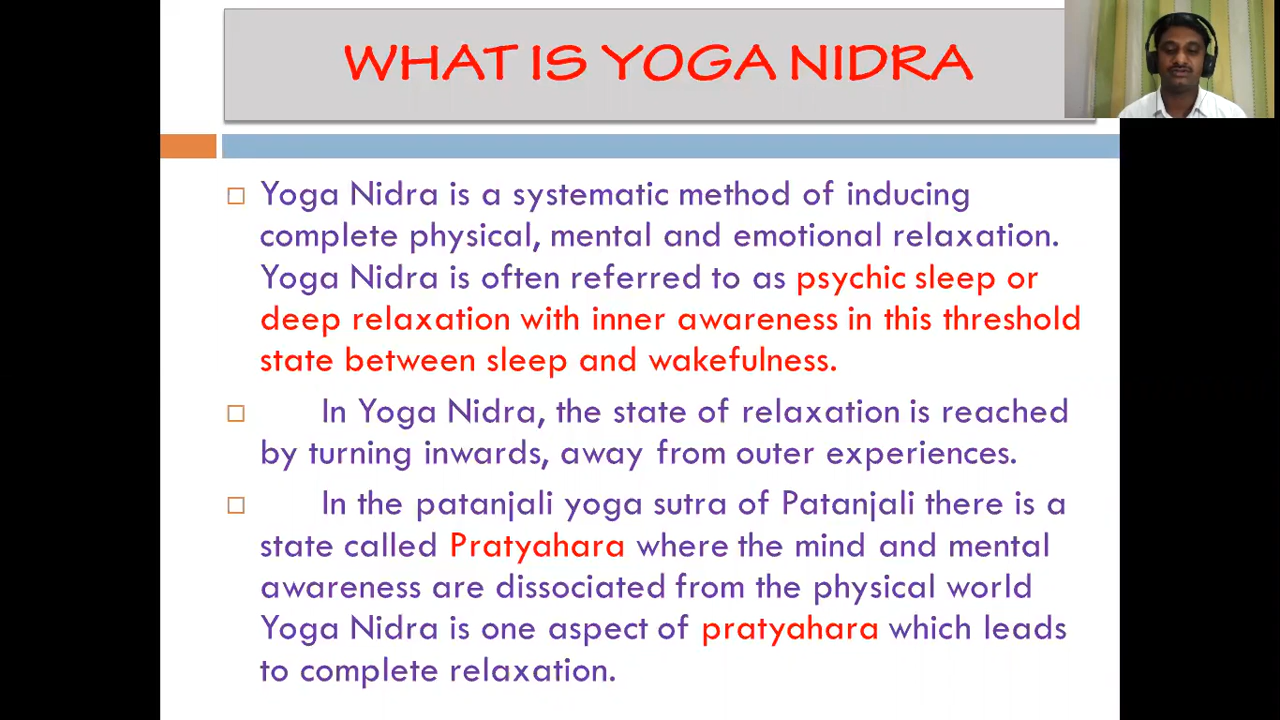 WHAT IS YOGA NIDRA
Yoga Nidra is a systematic method of inducing
complete physical, mental and emotional relaxation.
Yoga Nidra is often referred to as psychic sleep or
deep relaxation with inner awareness in this threshold
state between sleep and wakefulness.
In Yoga Nidra, the state of relaxation is reached
by turning inwards, away from outer experiences.
In the patanjali yoga sutra of Patanjali there is a
state called Pratyahara where the mind and mental
awareness are dissociated from the physical world
Yoga Nidra is one aspect of pratyahara which leads
to complete relaxation.